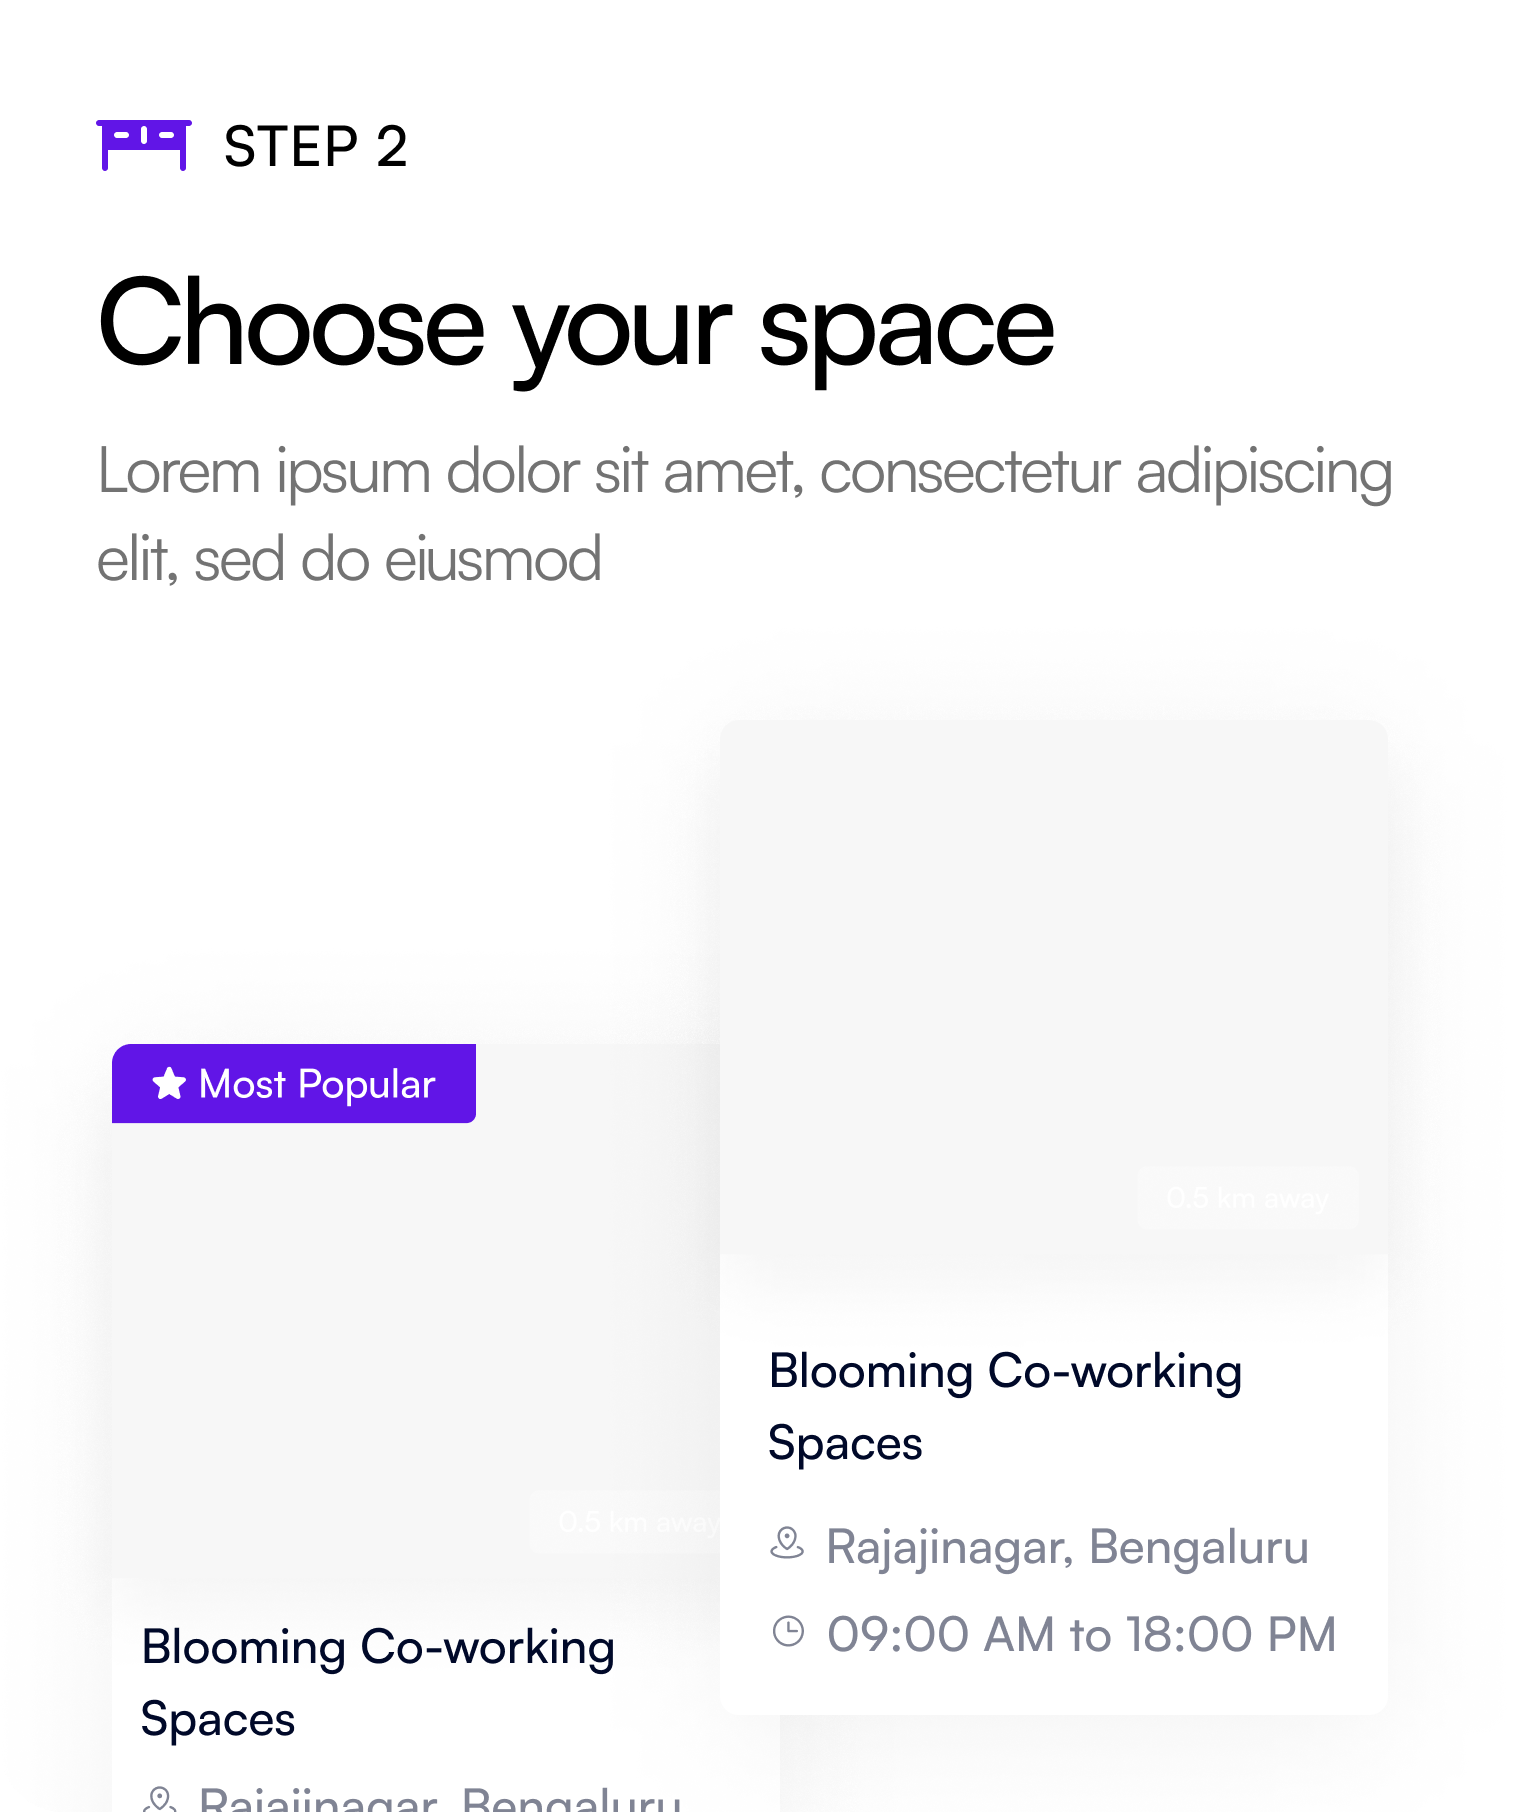 STEP 2
Choose your space
Lorem ipsum dolor sit amet, consectetur adipiscing
elit, sed do eiusmod
Most Popular
0.5 km away
Blooming Co-working
Spaces
Rajajinagar, Bengaluru
09:00 AM to 18:00 PM
0.5 km away
Blooming Co-working
Spaces
Rajajinagar, Bengaluru